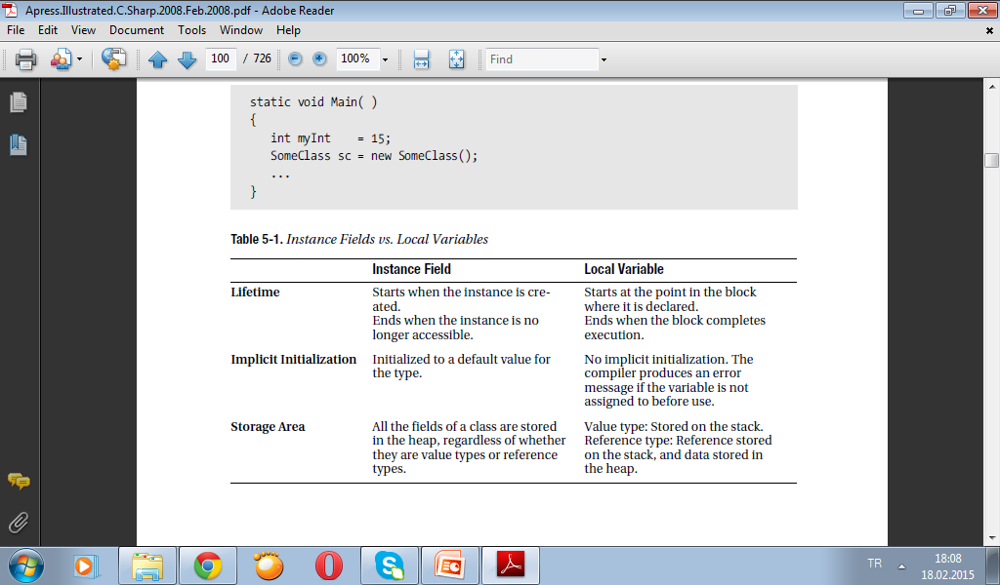 Apress.Illustrated.C.Sharp.2008.Feb.2008.pdf - Adobe Reader
File Edit View Document Tools Window Help
100 / 726 100% Find
static void Main( )
{
int myInt = 15;
SomeClass sc = new SomeClass();
...
}
Table 5-1. Instance Fields vs. Local Variables
Instance Field Local Variable
Lifetime Starts when the instance is cre- Starts at the point in the block
ated. where it is declared.
Ends when the instance is no Ends when the block completes
longer accessible. execution.
Implicit Initialization Initialized to a default value for No implicit initialization. The
the type. compiler produces an error
message if the variable is not
assigned to before use.
Storage Area All the fields of a class are stored Value type: Stored on the stack.
in the heap, regardless of whether Reference type: Reference stored
they are value types or reference on the stack, and data stored in
types. the heap.
TR 18:08
18.02.2015